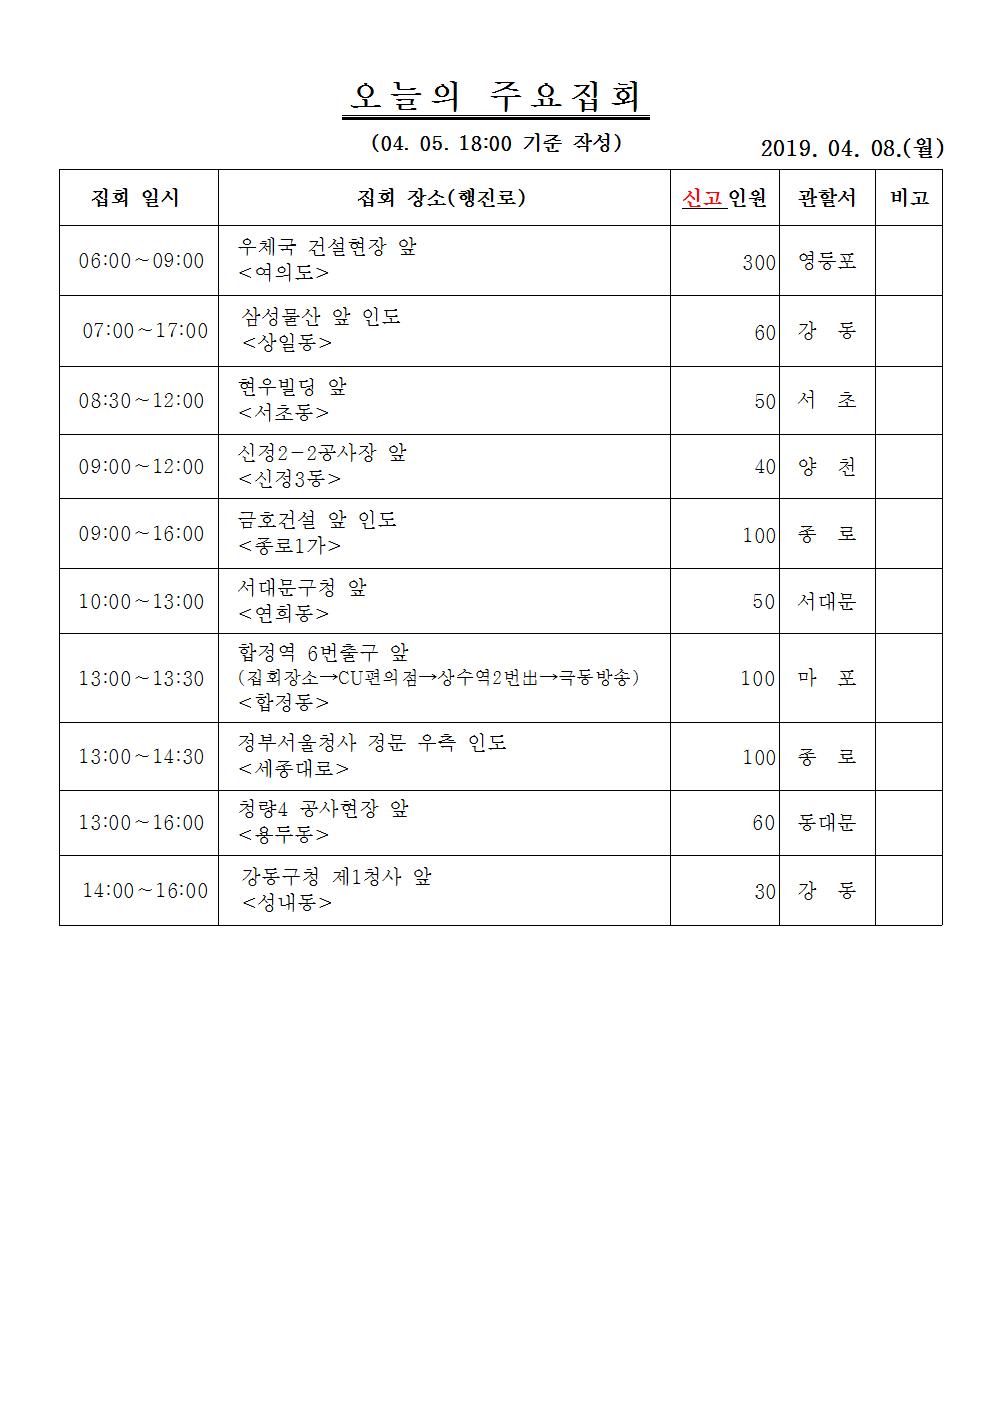 오늘의 주요집회
(04. 05. 18:00 기준 작성)
2019. 04. 08.(월)
집회 일시 집회 장소(행진로) 신고인원 관할서 비고
06:00~09:00 우체국 건설현장 앞 300 영등포
<여의도>
07:00~17:00 삼성물산 앞 인도 60 강 동
<상일동>
08:30~12:00 현우빌딩 앞 50 서 초
<서초동>
09:00~12:00 신정2-2공사장 앞 40 양 천
<신정3동>
09:00~16:00 금호건설 앞 인도 100 종 로
<종로1가>
10:00~13:00 서대문구청 앞 50 서대문
<연희동>
합정역 6번출구 앞
13:00~13:30 (집회장소→CU편의점→상수역2번出→극동방송) 100 마 포
<합정동>
13:00~14:30 정부서울청사 정문 우측 인도 100 종 로
<세종대로>
13:00~16:00 청량4 공사현장 앞 60 동대문
<용두동>
14:00~16:00 강동구청 제1청사 앞 30 강 동
<성내동>